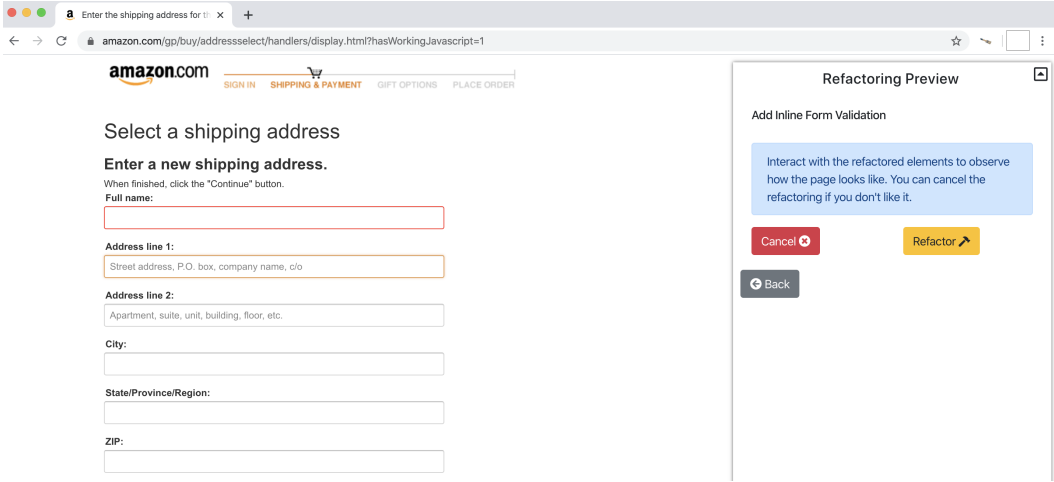 Enter the shipping address for th
amazon.com/gp/buy/addressselect/handlers/display.html?hasWorkingJavascript=1
amazon.com
SIGN IN SHIPPING & PAYMENT GIFT OPTIONS PLACE ORDER
Select a shipping address
Enter a new shipping address.
When finished, click the "Continue" button.
Full name:
Address line 1:
Street address, P.O. box, company name, c/o
Address line 2:
Apartment, suite, unit, building, floor, etc.
City:
State/Province/Region:
ZIP:
Refactoring Preview
Add Inline Form Validation
Interact with the refactored elements to observe
how the page looks like. You can cancel the
refactoring if you don't like it.
Cancel
Refactor
Back